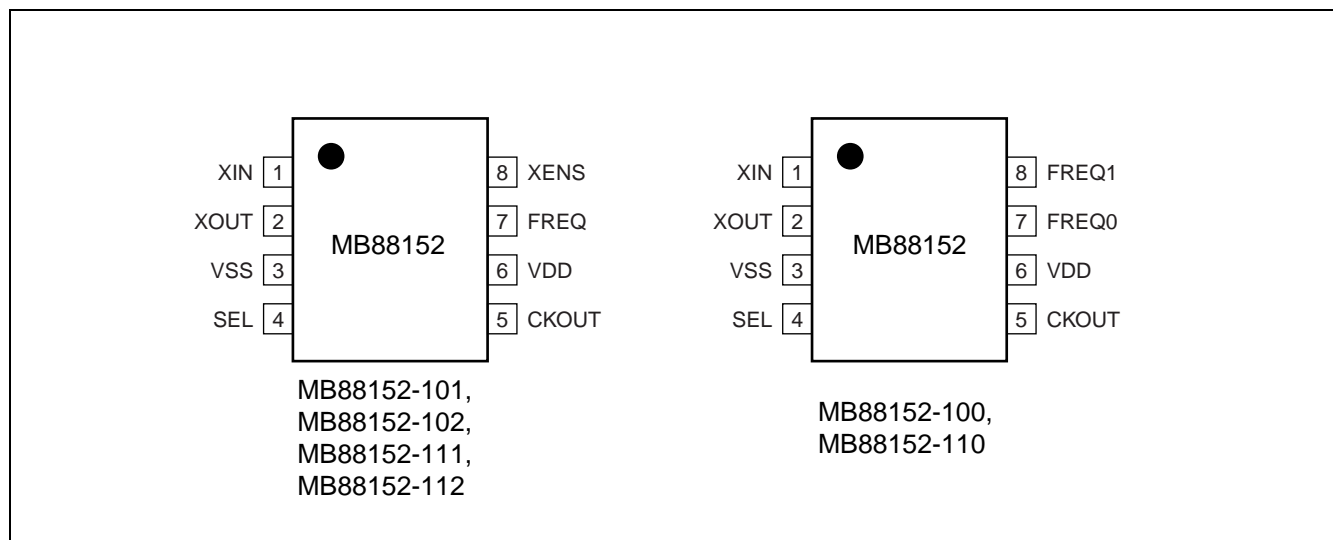 XIN 1
XOUT 2
VSS 3
SEL 4
MB88152
8 XENS
7 FREQ
6 VDD
5 CKOUT
MB88152-101,
MB88152-102,
MB88152-111,
MB88152-112
XIN 1
XOUT 2
VSS 3
SEL 4
MB88152
8 FREQ1
7 FREQ0
6 VDD
5 CKOUT
MB88152-100,
MB88152-110